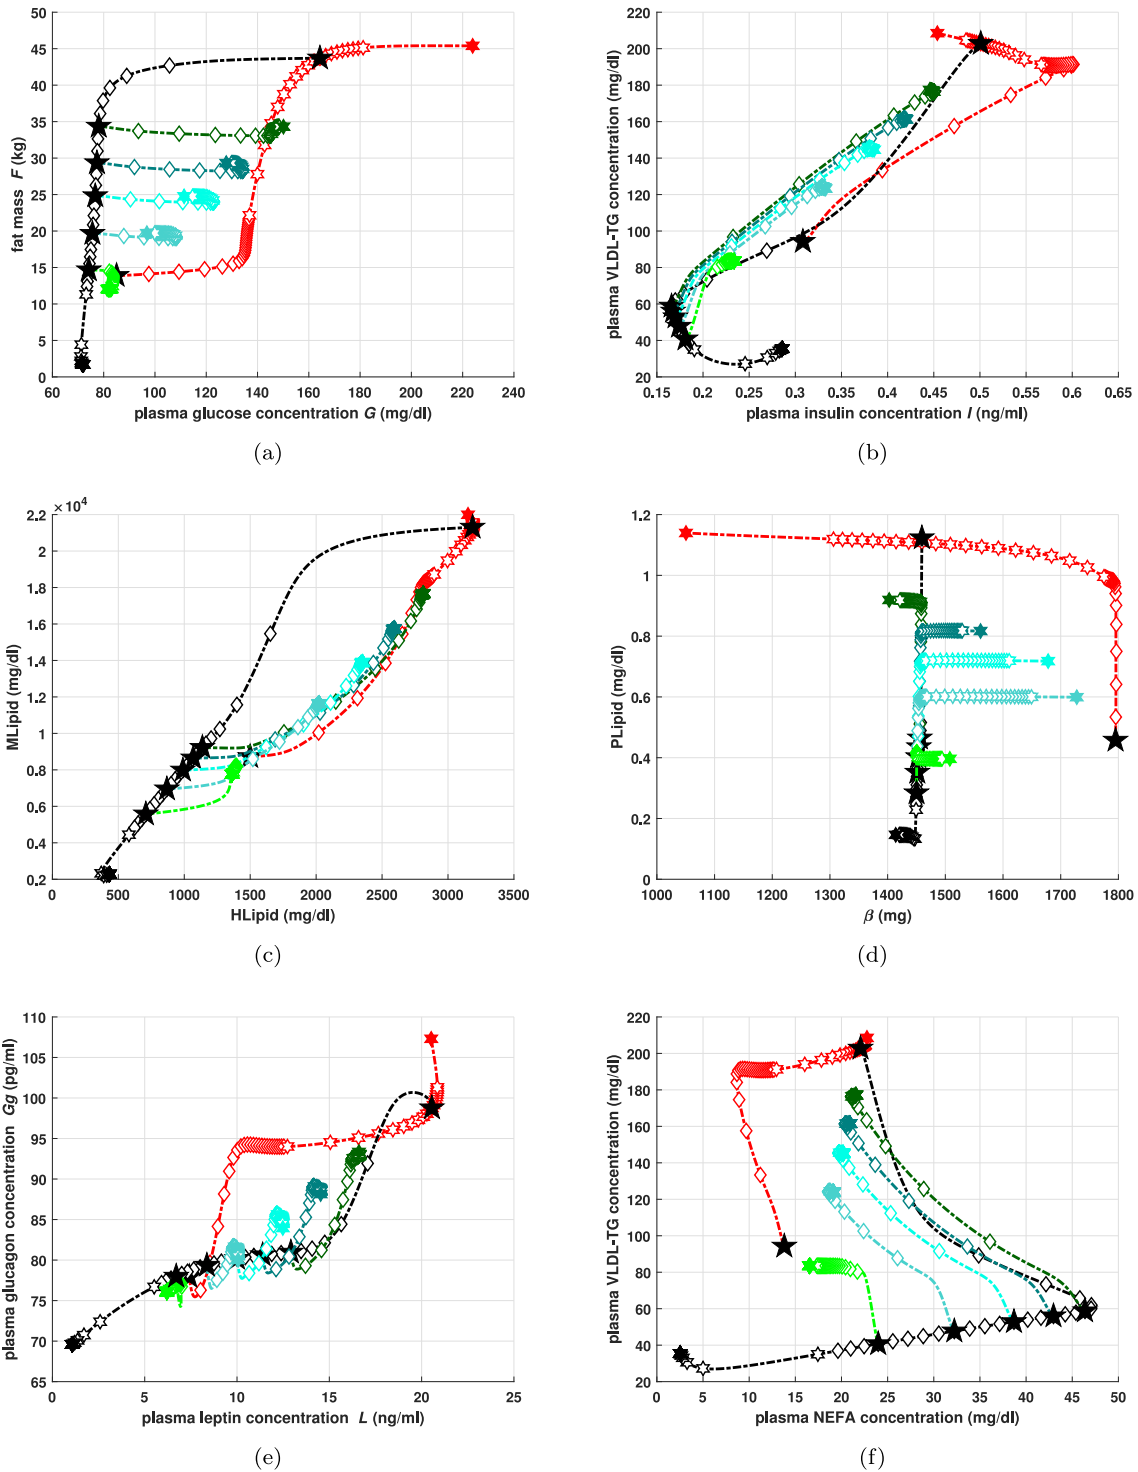 fat mass F (kg)
50
45
40
35
30
25
20
15
10
5
0
60 80 100 120 140 160 180 200 220 240
plasma glucose concentration G (mg/dl)
(a)
plasma VLDL-TG concentration (mg/dl)
220
200
180
160
140
120
100
80
60
40
20
0.15 0.2 0.25 0.3 0.35 0.4 0.45 0.5 0.55 0.6 0.65
plasma insulin concentration I (ng/ml)
(b)
×10⁴
MLipid (mg/dl)
2.2
2
1.8
1.6
1.4
1.2
1
0.8
0.6
0.4
0.2
0 500 1000 1500 2000 2500 3000 3500
HLipid (mg/dl)
(c)
PLipid (mg/dl)
1.2
1
0.8
0.6
0.4
0.2
0
1000 1100 1200 1300 1400 1500 1600 1700 1800
β (mg)
(d)
plasma glucagon concentration Gg (pg/ml)
110
105
100
95
90
85
80
75
70
65
0 5 10 15 20 25
plasma leptin concentration L (ng/ml)
(e)
plasma VLDL-TG concentration (mg/dl)
220
200
180
160
140
120
100
80
60
40
20
0 5 10 15 20 25 30 35 40 45 50
plasma NEFA concentration (mg/dl)
(f)